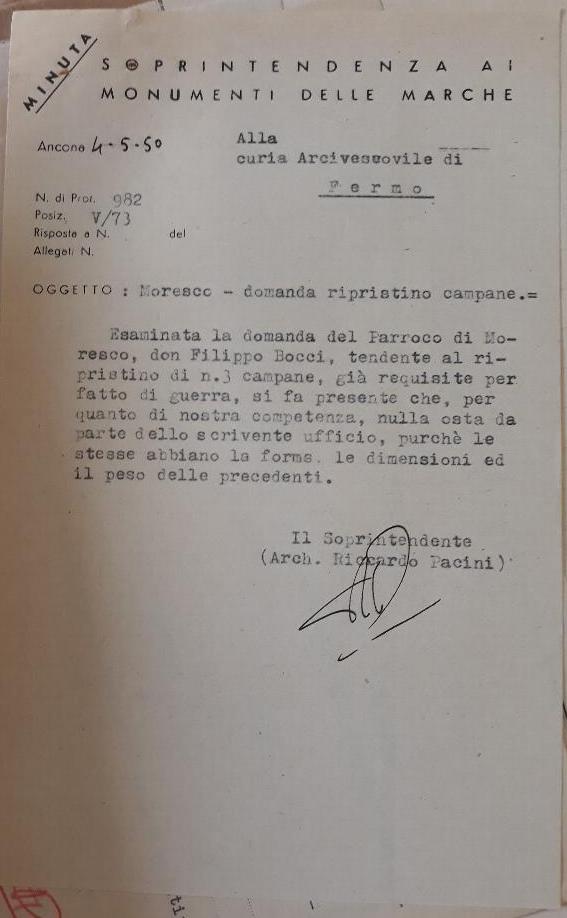 MINUTA
SOPRINTENDENZA AI
MONUMENTI DELLE MARCHE
Ancona 4-5-50
Alla
curia Arcivescovile di
Fermo
N. di Prot. 982
Posiz. V/73
Risposta a N. del
Allegati N.
OGGETTO : Moresco - domanda ripristino campane.=
Esaminata la domanda del Parroco di Mo-
resco, don Filippo Bocci, tendente al ri-
pristino di n.3 campane, già requisite per
fatto di guerra, si fa presente che, per
quanto di nostra competenza, nulla osta da
parte dello scrivente ufficio, purchè le
stesse abbiano la forms. le dimensioni ed
il peso delle precedenti.
Il Soprintendente
(Arch. Riccardo Pacini)